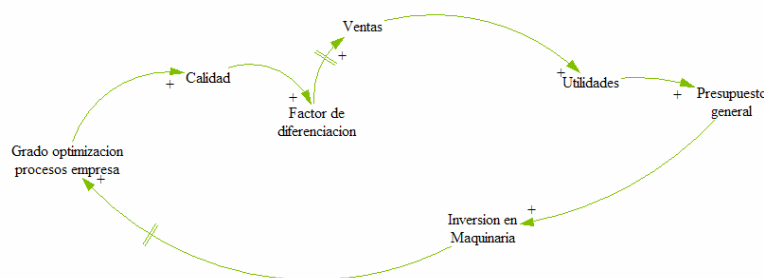 Ventas
+
Calidad
+
+
Factor de
diferenciacion
+
Utilidades
+
Presupuesto
general
Grado optimizacion
procesos empresa
+
+
Inversion en
Maquinaria